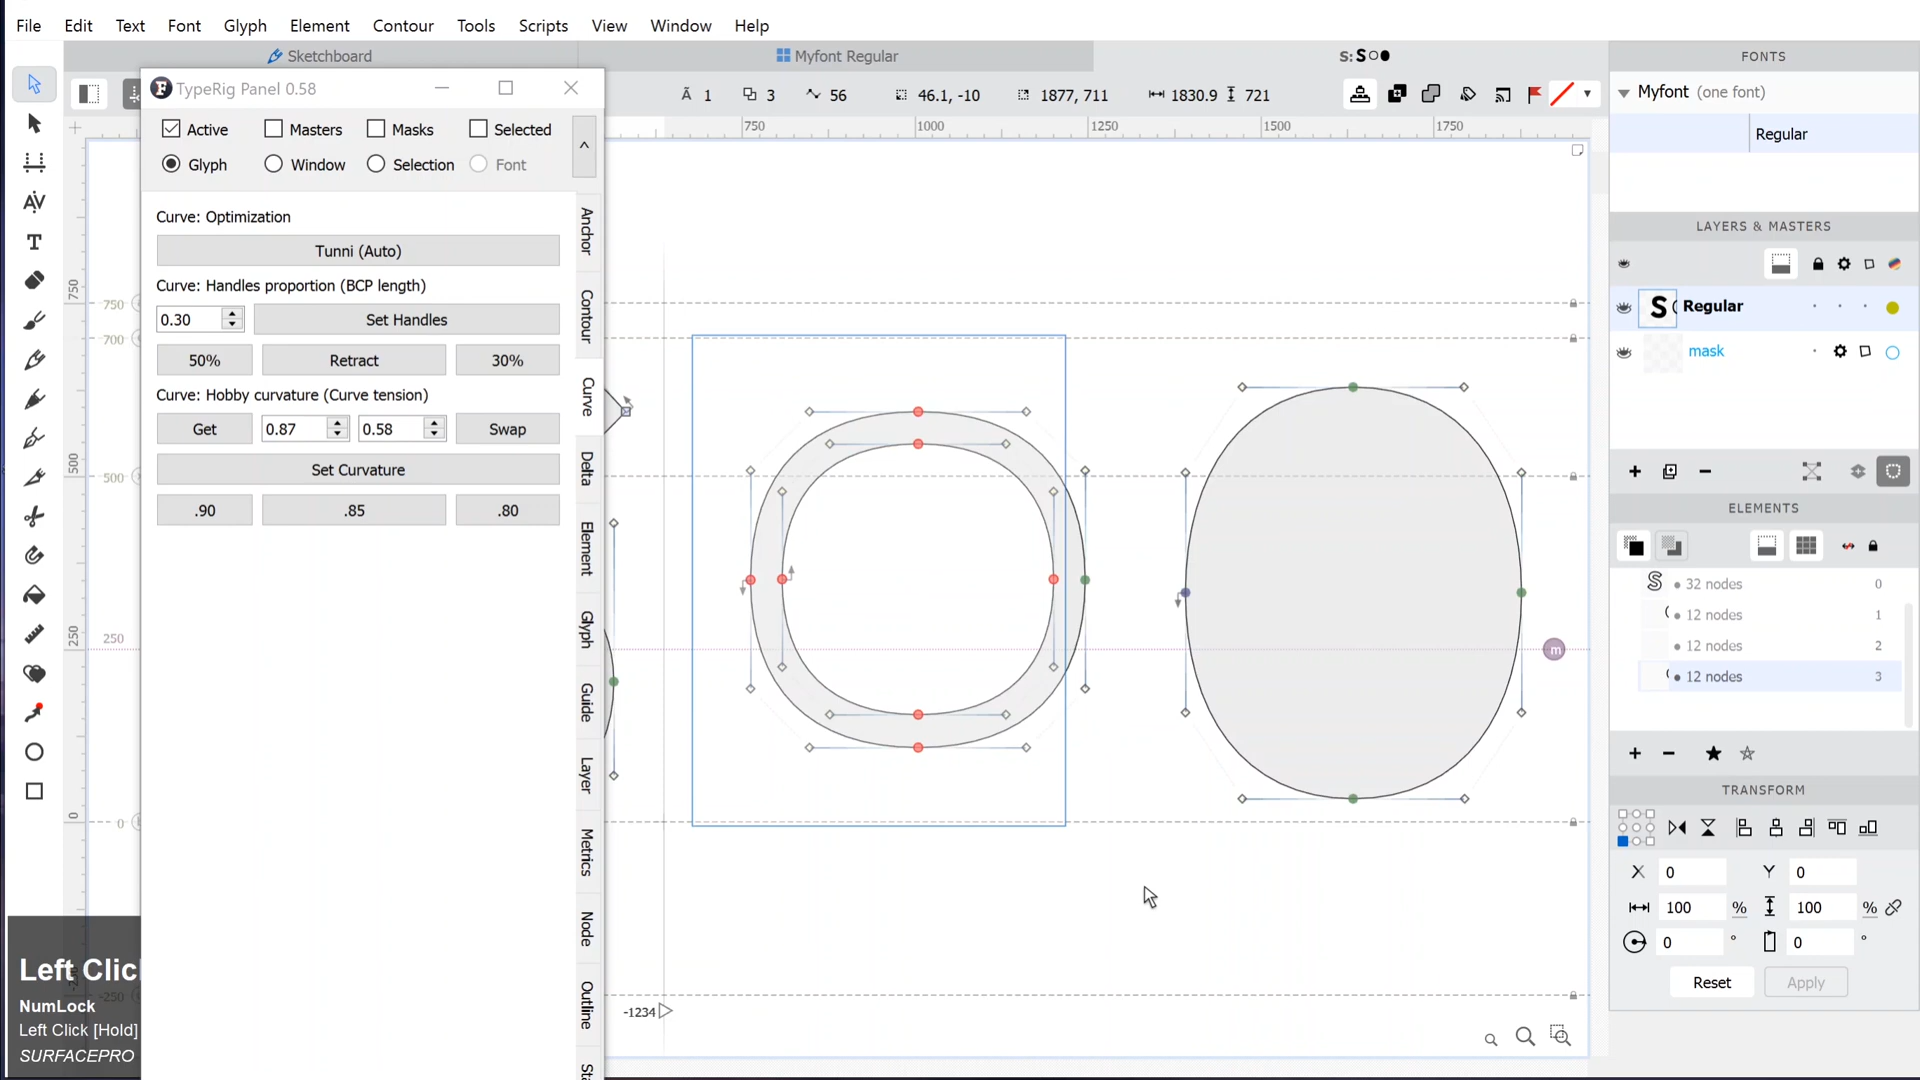 File Edit Text Font Glyph Element Contour Tools Scripts View Window Help
Sketchboard
Myfont Regular
S: S
TypeRig Panel 0.58
1 3 56 46.1, -10 1877, 711 1830.9 721
Active Masters Masks Selected
Glyph Window Selection Font
Curve: Optimization
Tunni (Auto)
Curve: Handles proportion (BCP length)
0.30 Set Handles
50% Retract 30%
Curve: Hobby curvature (Curve tension)
Get 0.87 0.58 Swap
Set Curvature
.90 .85 .80
Anchor
Contour
Curve
Delta
Element
Glyph
Guide
Layer
Metrics
Node
Outline
750 1000 1250 1500 1750
750
500
250
0
750
700
500
250
0
-250
m
-1234
FONTS
Myfont (one font)
Regular
LAYERS & MASTERS
S Regular
mask
ELEMENTS
S 32 nodes 0
12 nodes 1
12 nodes 2
12 nodes 3
TRANSFORM
X 0 Y 0
100 % 100 %
0 ° 0 °
Reset Apply
Left Clic
NumLock
Left Click [Hold]
SURFACEPRO